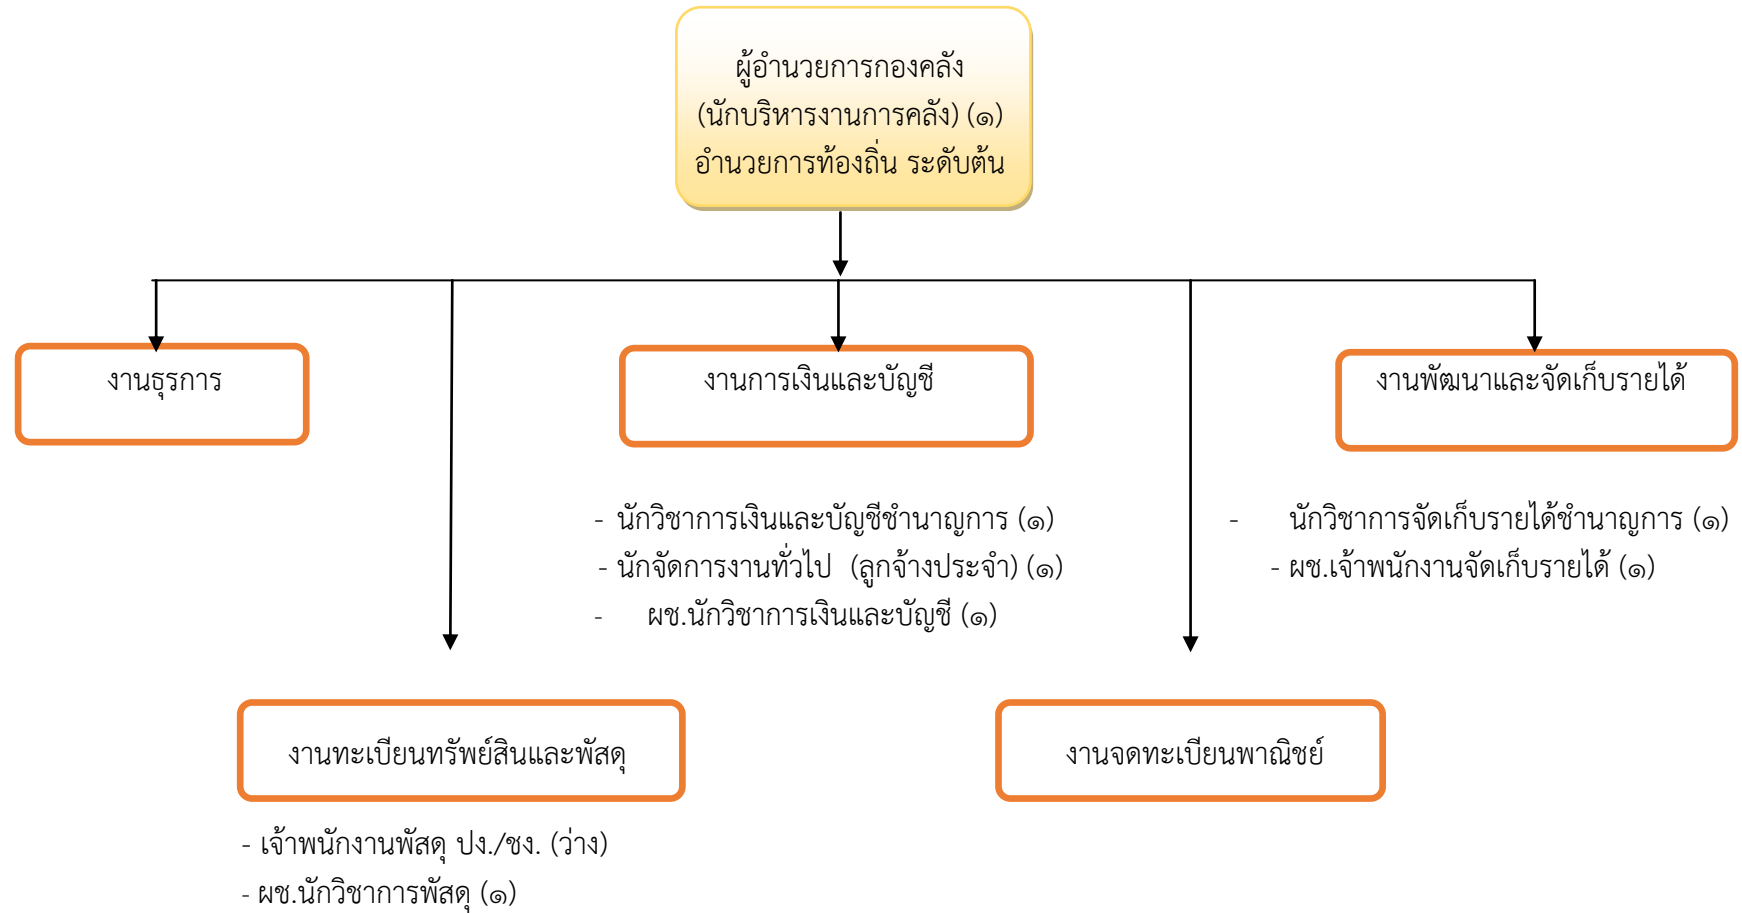 ผู้อำนวยการกองคลัง
(นักบริหารงานการคลัง) (๑)
อำนวยการท้องถิ่น ระดับต้น
งานธุรการ
งานการเงินและบัญชี
งานพัฒนาและจัดเก็บรายได้
- นักวิชาการเงินและบัญชีชำนาญการ (๑)
- นักจัดการงานทั่วไป (ลูกจ้างประจำ) (๑)
- ผช.นักวิชาการเงินและบัญชี (๑)
- นักวิชาการจัดเก็บรายได้ชำนาญการ (๑)
- ผช.เจ้าพนักงานจัดเก็บรายได้ (๑)
งานทะเบียนทรัพย์สินและพัสดุ
งานจดทะเบียนพาณิชย์
- เจ้าพนักงานพัสดุ ปง./ชง. (ว่าง)
- ผช.นักวิชาการพัสดุ (๑)